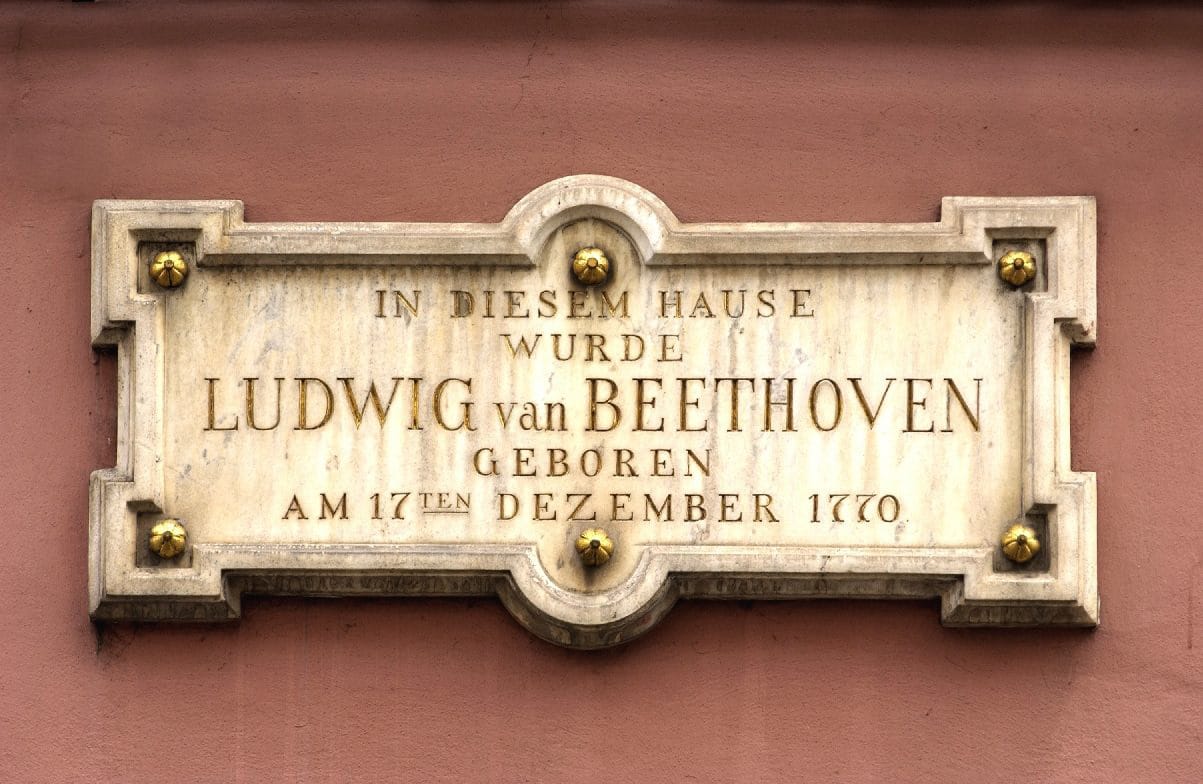 IN DIESEM HAUSE
WURDE
LUDWIG van BEETHOVEN
GEBOREN
AM 17TEN DEZEMBER 1770